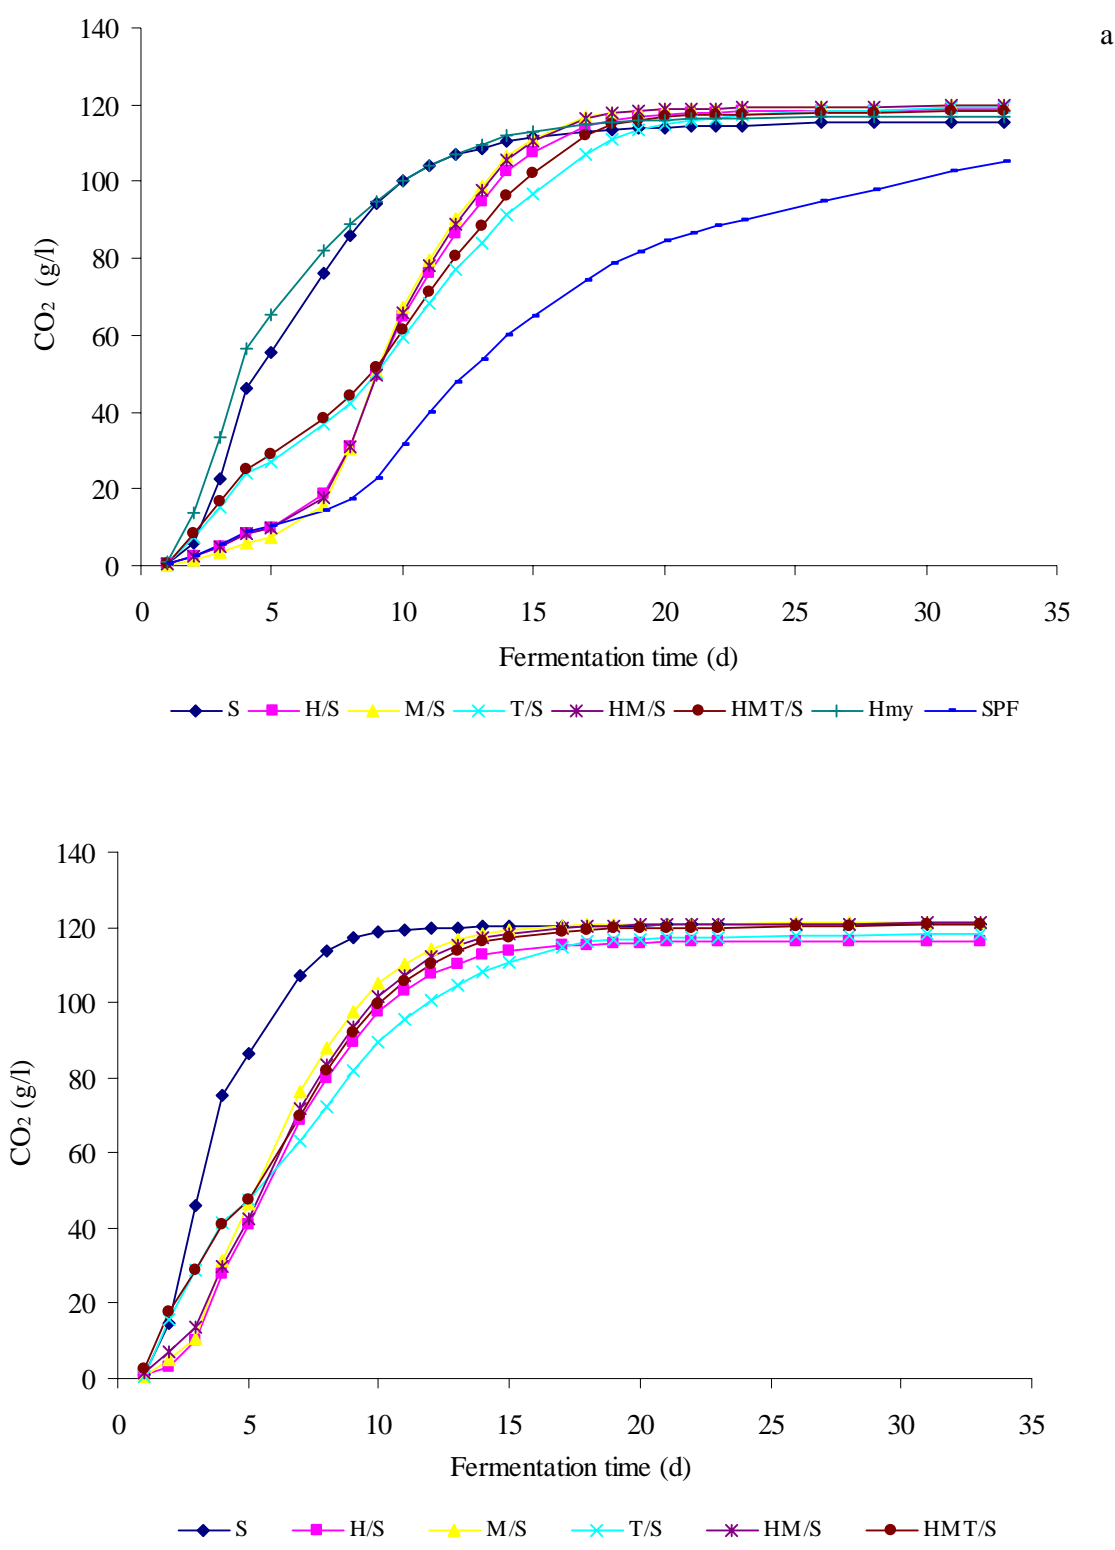 a
140
120
100
80
60
40
20
0
CO2 (g/l)
0 5 10 15 20 25 30 35
Fermentation time (d)
S H/S M/S T/S HM/S HMT/S Hmy SPF
140
120
100
80
60
40
20
0
CO2 (g/l)
0 5 10 15 20 25 30 35
Fermentation time (d)
S H/S M/S T/S HM/S HMT/S